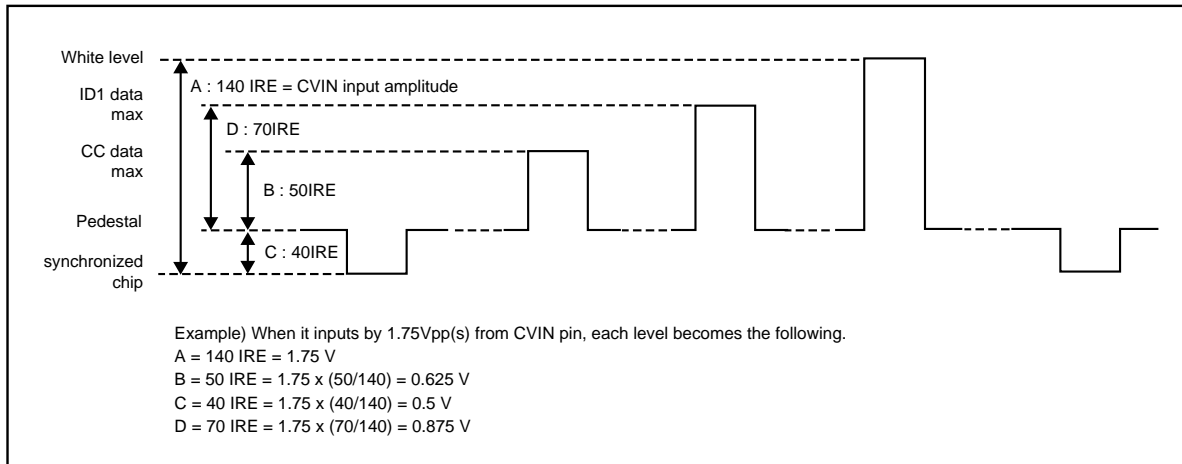 White level
A : 140 IRE = CVIN input amplitude
ID1 data
max
D : 70IRE
CC data
max
B : 50IRE
Pedestal
C : 40IRE
synchronized
chip
Example) When it inputs by 1.75Vpp(s) from CVIN pin, each level becomes the following.
A = 140 IRE = 1.75 V
B = 50 IRE = 1.75 x (50/140) = 0.625 V
C = 40 IRE = 1.75 x (40/140) = 0.5 V
D = 70 IRE = 1.75 x (70/140) = 0.875 V